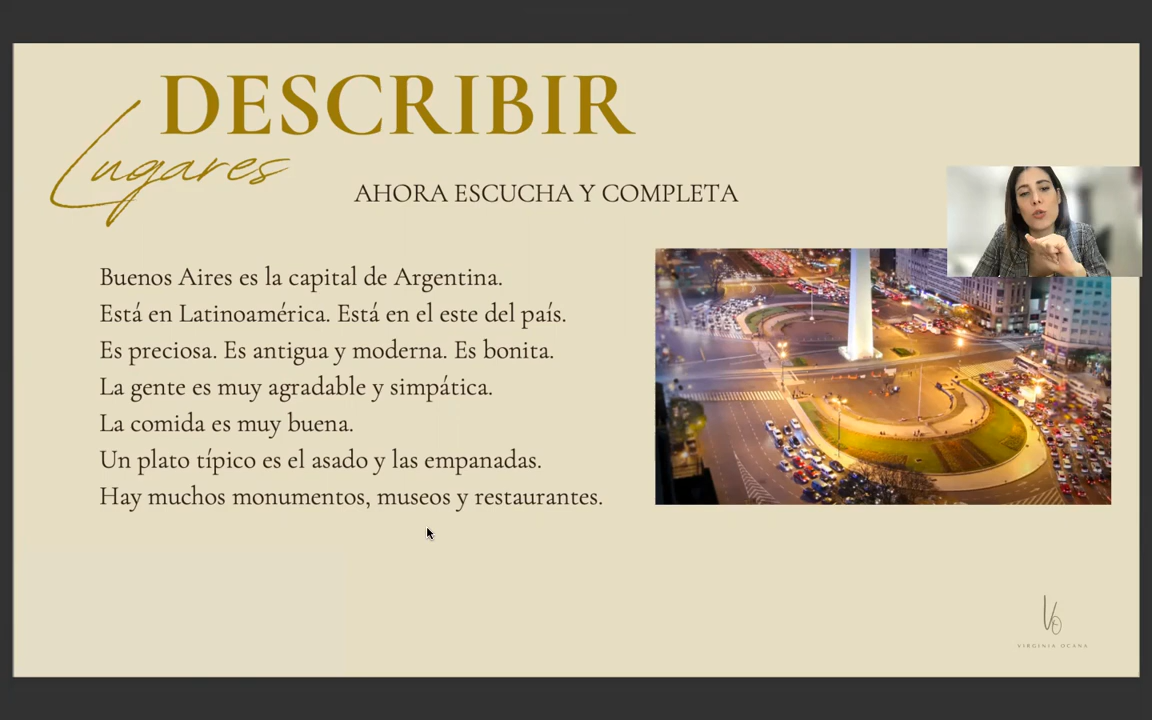 DESCRIBIR
Lugares
AHORA ESCUCHA Y COMPLETA
Buenos Aires es la capital de Argentina.
Está en Latinoamérica. Está en el este del país.
Es preciosa. Es antigua y moderna. Es bonita.
La gente es muy agradable y simpática.
La comida es muy buena.
Un plato típico es el asado y las empanadas.
Hay muchos monumentos, museos y restaurantes.
VO
VIRGINIA OCANA